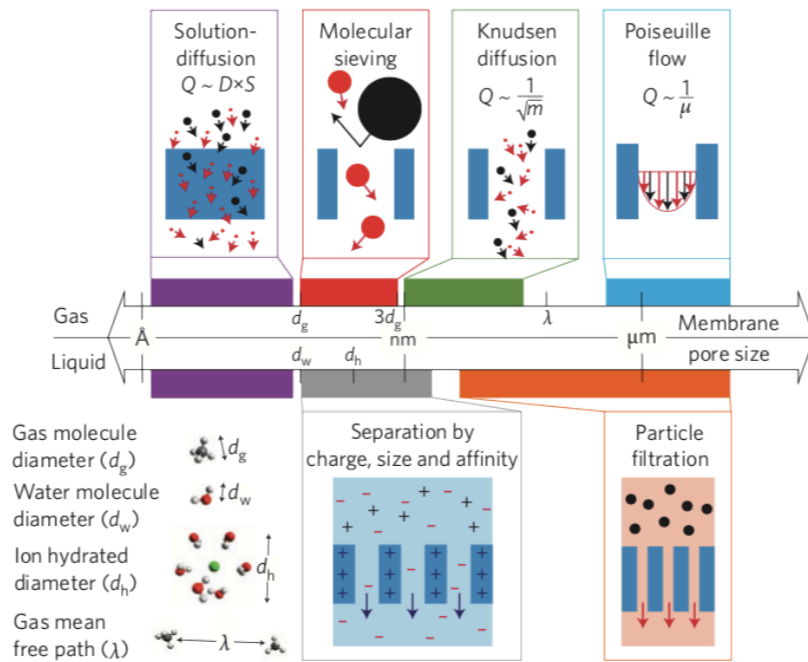 Solution-
diffusion
Q ~ D×S
Molecular
sieving
Knudsen
diffusion
Q ~ 1/√m
Poiseuille
flow
Q ~ 1/μ
Gas
Liquid
Å
d_g
3d_g
nm
λ
μm
Membrane
pore size
d_w
d_h
Gas molecule
diameter (d_g)
d_g
Water molecule
diameter (d_w)
d_w
Ion hydrated
diameter (d_h)
d_h
Gas mean
free path (λ)
λ
Separation by
charge, size and affinity
Particle
filtration